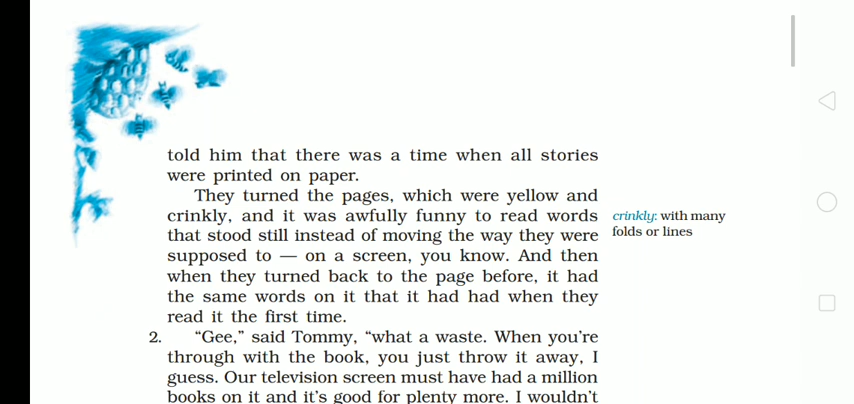 told him that there was a time when all stories
were printed on paper.
They turned the pages, which were yellow and
crinkly, and it was awfully funny to read words
that stood still instead of moving the way they were
supposed to — on a screen, you know. And then
when they turned back to the page before, it had
the same words on it that it had had when they
read it the first time.
crinkly: with many
folds or lines
2. “Gee,” said Tommy, “what a waste. When you’re
through with the book, you just throw it away, I
guess. Our television screen must have had a million
books on it and it’s good for plenty more. I wouldn’t